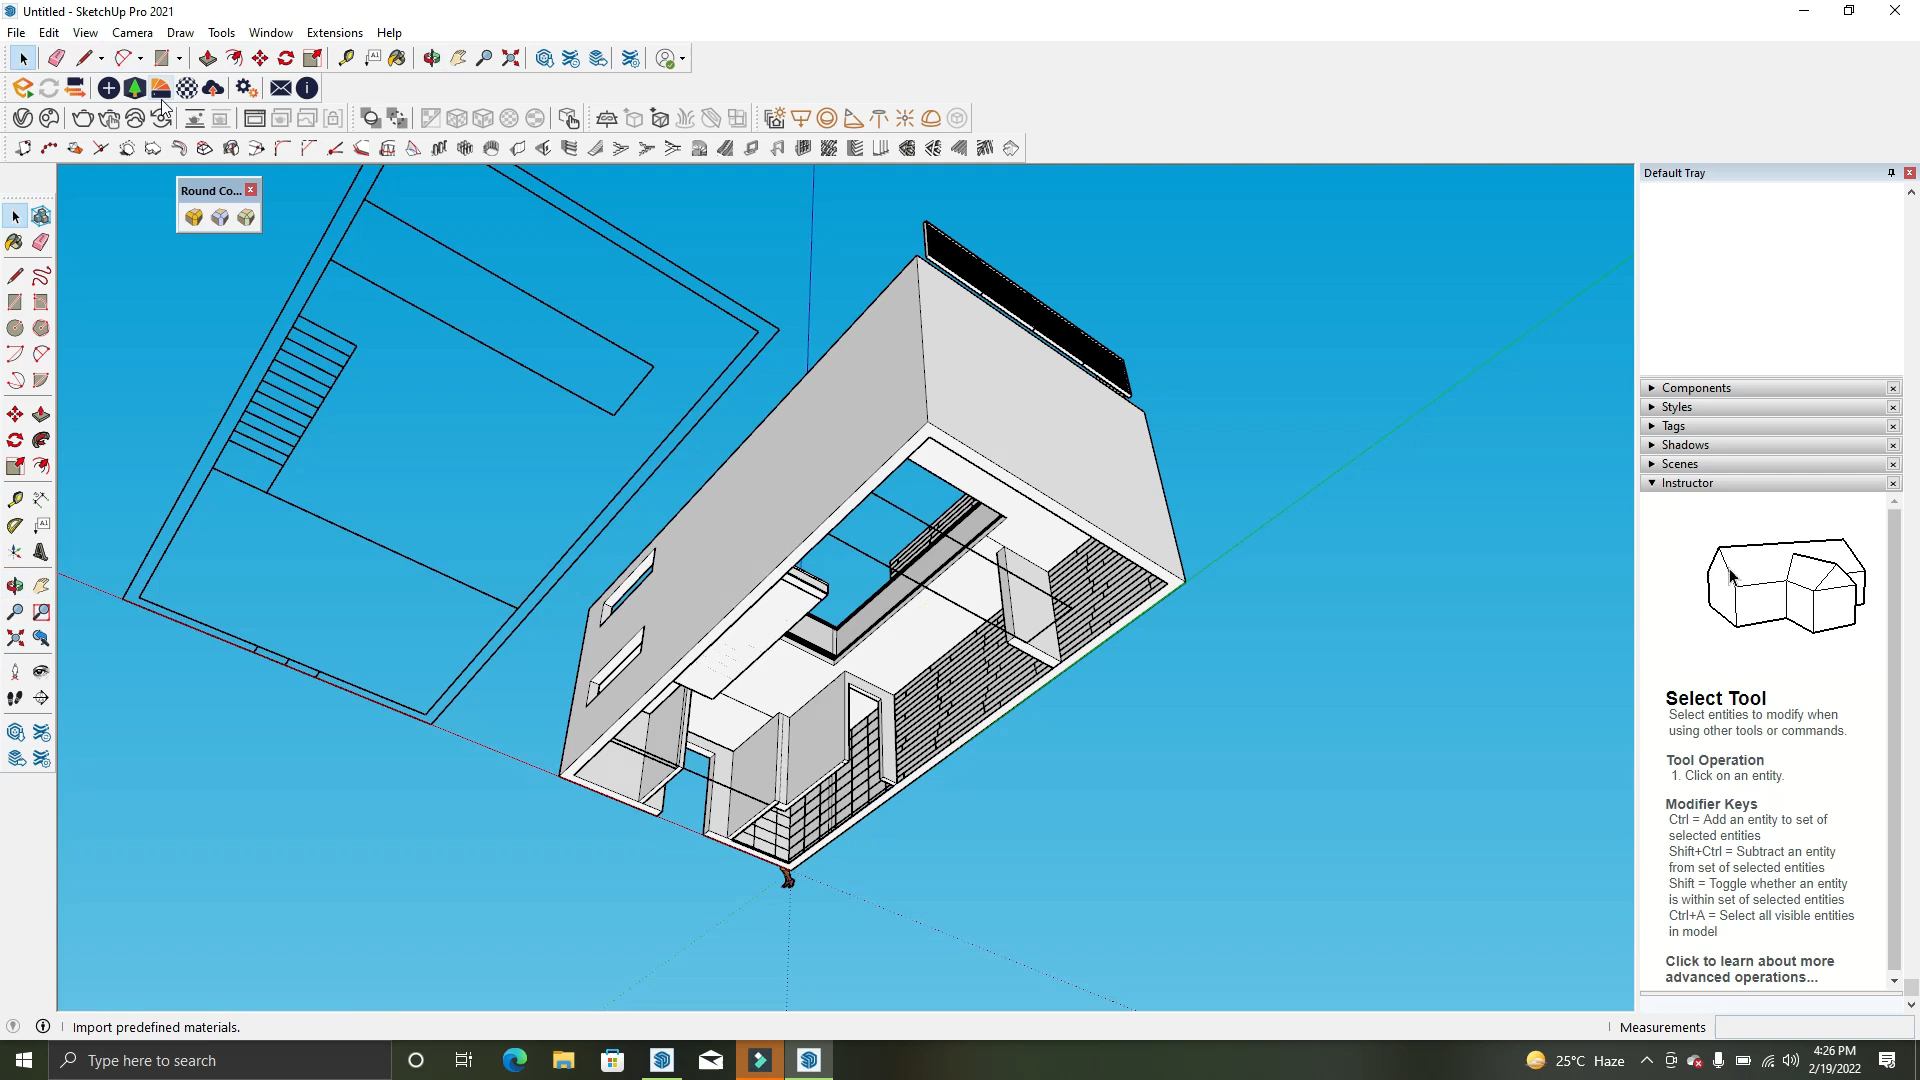 Untitled - SketchUp Pro 2021
File Edit View Camera Draw Tools Window Extensions Help
Round Co...
Default Tray
Components
Styles
Tags
Shadows
Scenes
Instructor
Select Tool
Select entities to modify when
using other tools or commands.
Tool Operation
1. Click on an entity.
Modifier Keys
Ctrl = Add an entity to set of
selected entities
Shift+Ctrl = Subtract an entity
from set of selected entities
Shift = Toggle whether an entity
is within set of selected entities
Ctrl+A = Select all visible entities
in model
Click to learn about more
advanced operations...
Import predefined materials.
Measurements
Type here to search
25°C Haze
4:26 PM
2/19/2022